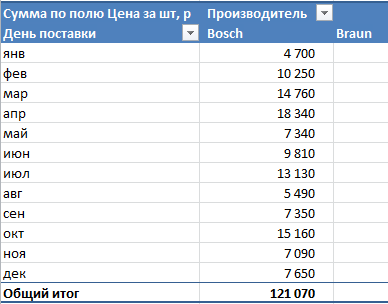 Сумма по полю Цена за шт, р Производитель
День поставки Bosch Braun
янв 4 700
фев 10 250
мар 14 760
апр 18 340
май 7 340
июн 9 810
июл 13 130
авг 5 490
сен 7 350
окт 15 160
ноя 7 090
дек 7 650
Общий итог 121 070